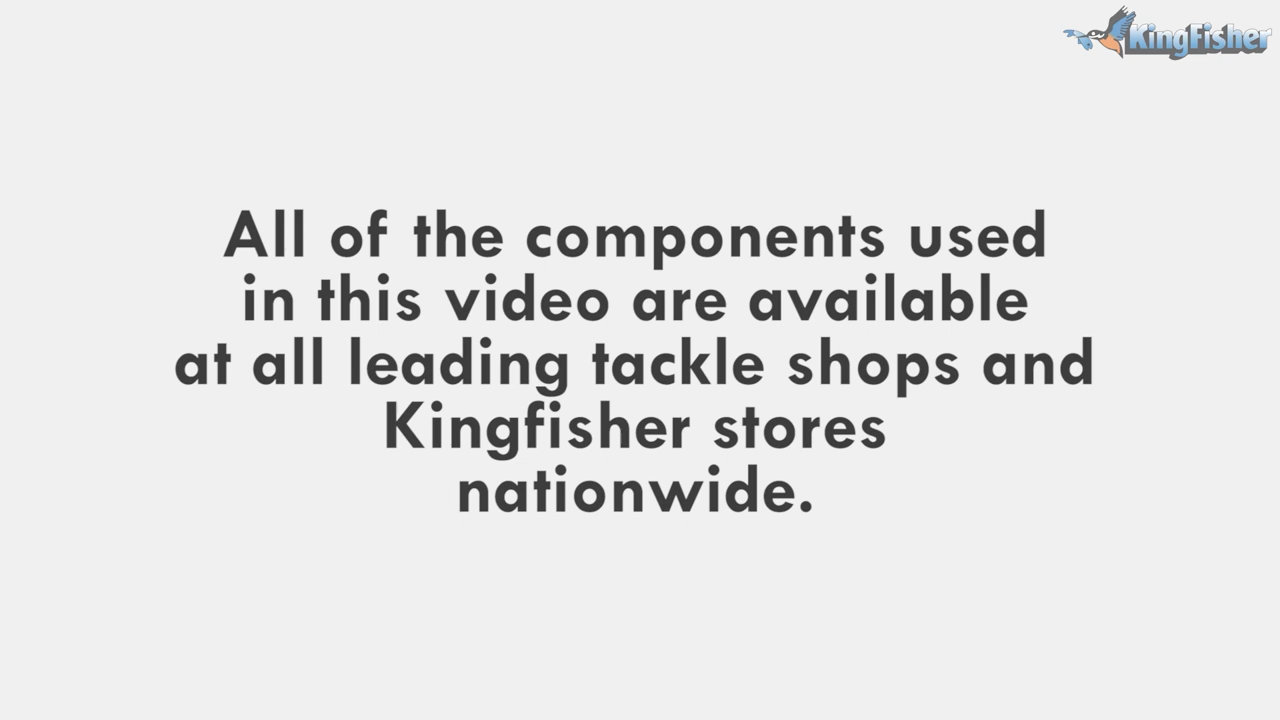 KingFisher
All of the components used
in this video are available
at all leading tackle shops and
Kingfisher stores
nationwide.